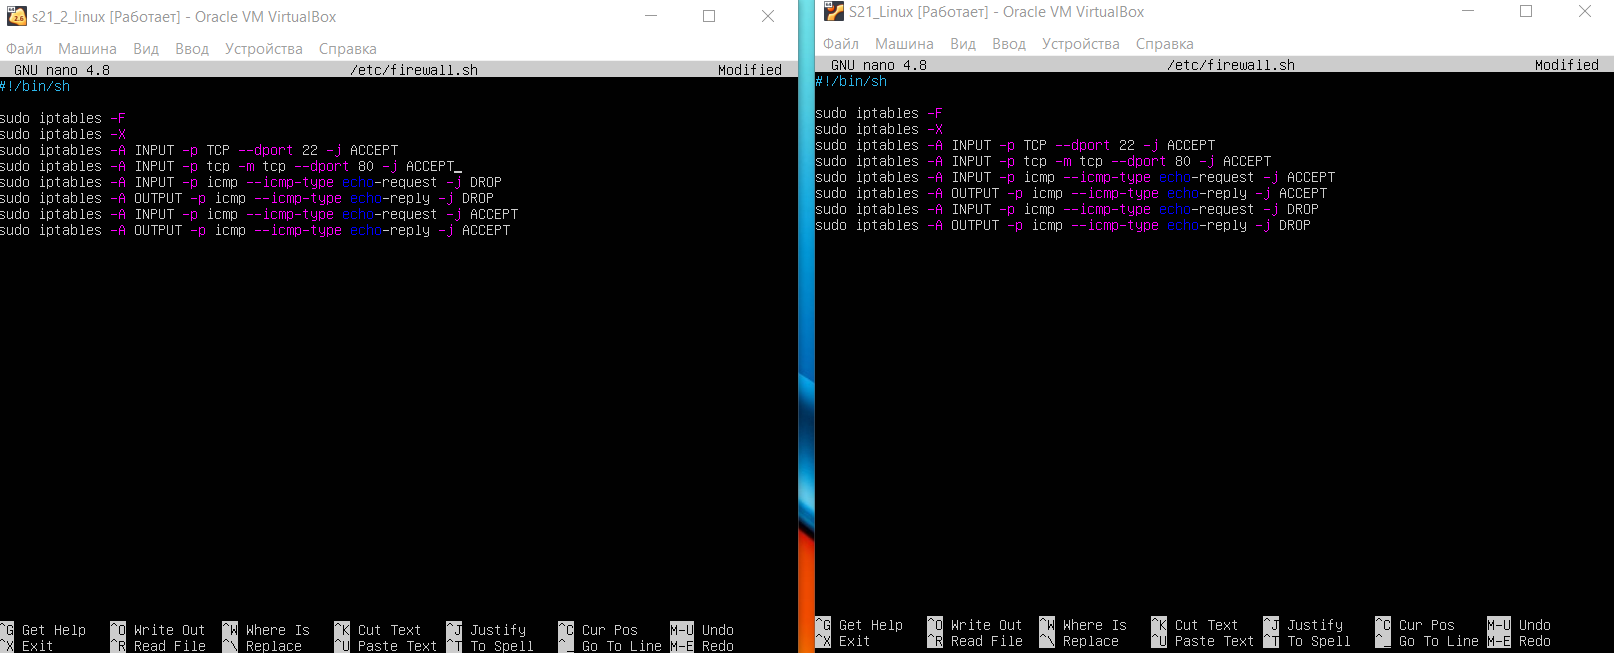 s21_2_linux [Работает] - Oracle VM VirtualBox
Файл Машина Вид Ввод Устройства Справка
GNU nano 4.8 /etc/firewall.sh Modified
#!/bin/sh
sudo iptables -F
sudo iptables -X
sudo iptables -A INPUT -p TCP --dport 22 -j ACCEPT
sudo iptables -A INPUT -p tcp -m tcp --dport 80 -j ACCEPT
sudo iptables -A INPUT -p icmp --icmp-type echo-request -j DROP
sudo iptables -A OUTPUT -p icmp --icmp-type echo-reply -j DROP
sudo iptables -A INPUT -p icmp --icmp-type echo-request -j ACCEPT
sudo iptables -A OUTPUT -p icmp --icmp-type echo-reply -j ACCEPT
^G Get Help ^O Write Out ^W Where Is ^K Cut Text ^J Justify ^C Cur Pos M-U Undo
^X Exit ^R Read File ^\ Replace ^U Paste Text ^T To Spell ^_ Go To Line M-E Redo
S21_Linux [Работает] - Oracle VM VirtualBox
Файл Машина Вид Ввод Устройства Справка
GNU nano 4.8 /etc/firewall.sh Modified
#!/bin/sh
sudo iptables -F
sudo iptables -X
sudo iptables -A INPUT -p TCP --dport 22 -j ACCEPT
sudo iptables -A INPUT -p tcp -m tcp --dport 80 -j ACCEPT
sudo iptables -A INPUT -p icmp --icmp-type echo-request -j ACCEPT
sudo iptables -A OUTPUT -p icmp --icmp-type echo-reply -j ACCEPT
sudo iptables -A INPUT -p icmp --icmp-type echo-request -j DROP
sudo iptables -A OUTPUT -p icmp --icmp-type echo-reply -j DROP
^G Get Help ^O Write Out ^W Where Is ^K Cut Text ^J Justify ^C Cur Pos M-U Undo
^X Exit ^R Read File ^\ Replace ^U Paste Text ^T To Spell ^_ Go To Line M-E Redo